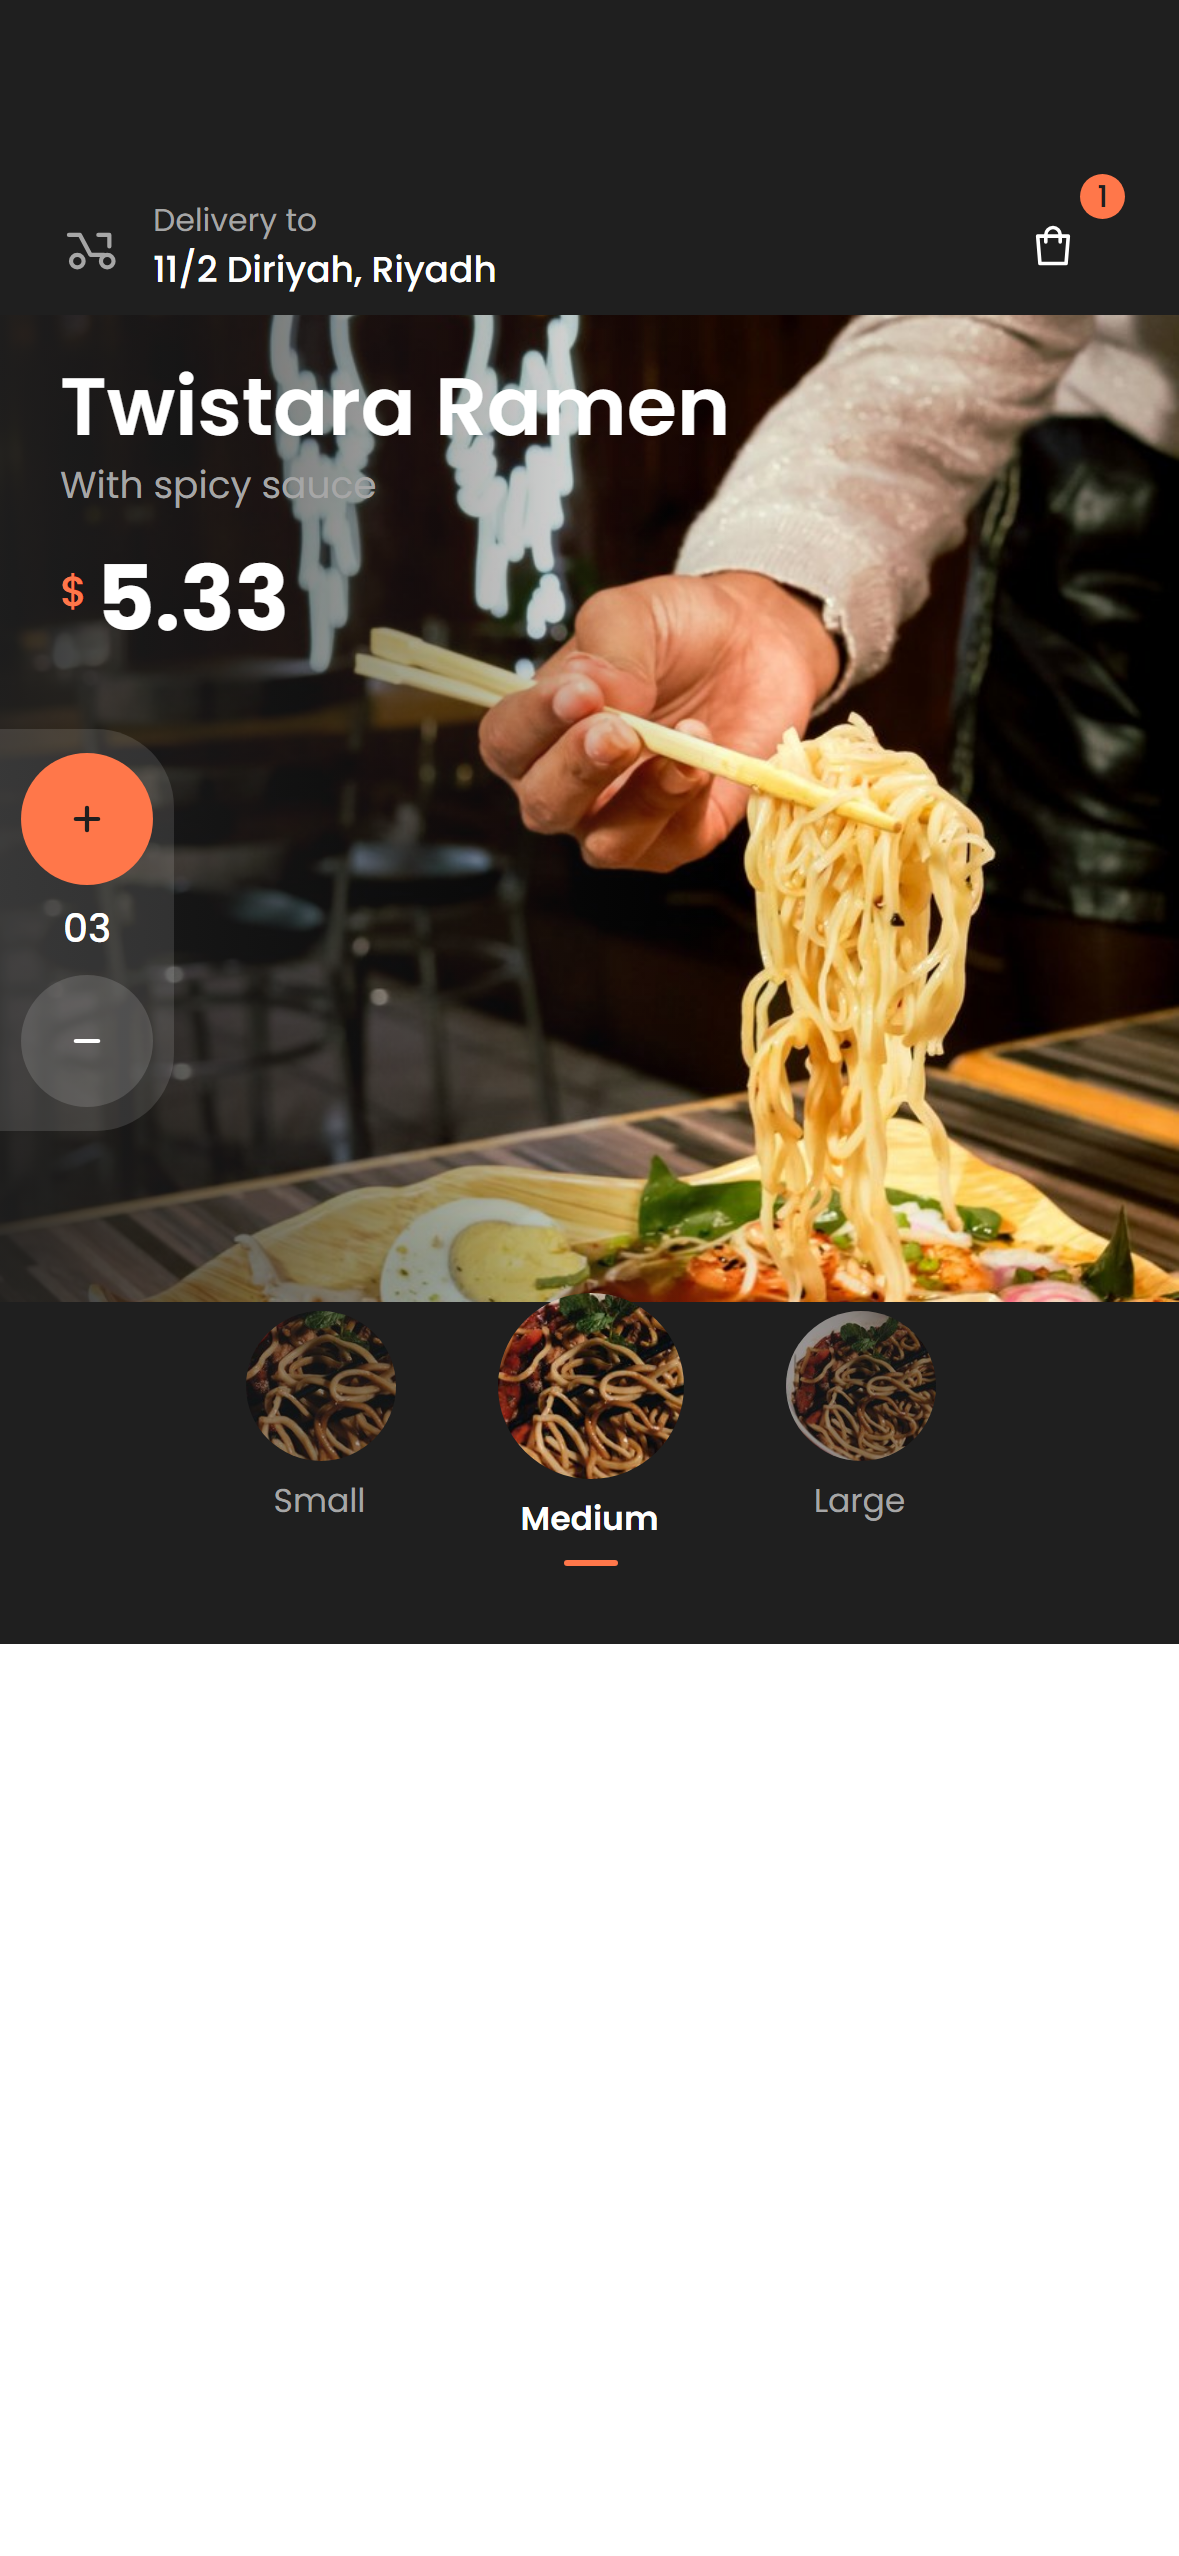 1
Delivery to
11/2 Diriyah, Riyadh
Twistara Ramen
With spicy sauce
$ 5.33
+
03
−
Small
Medium
Large